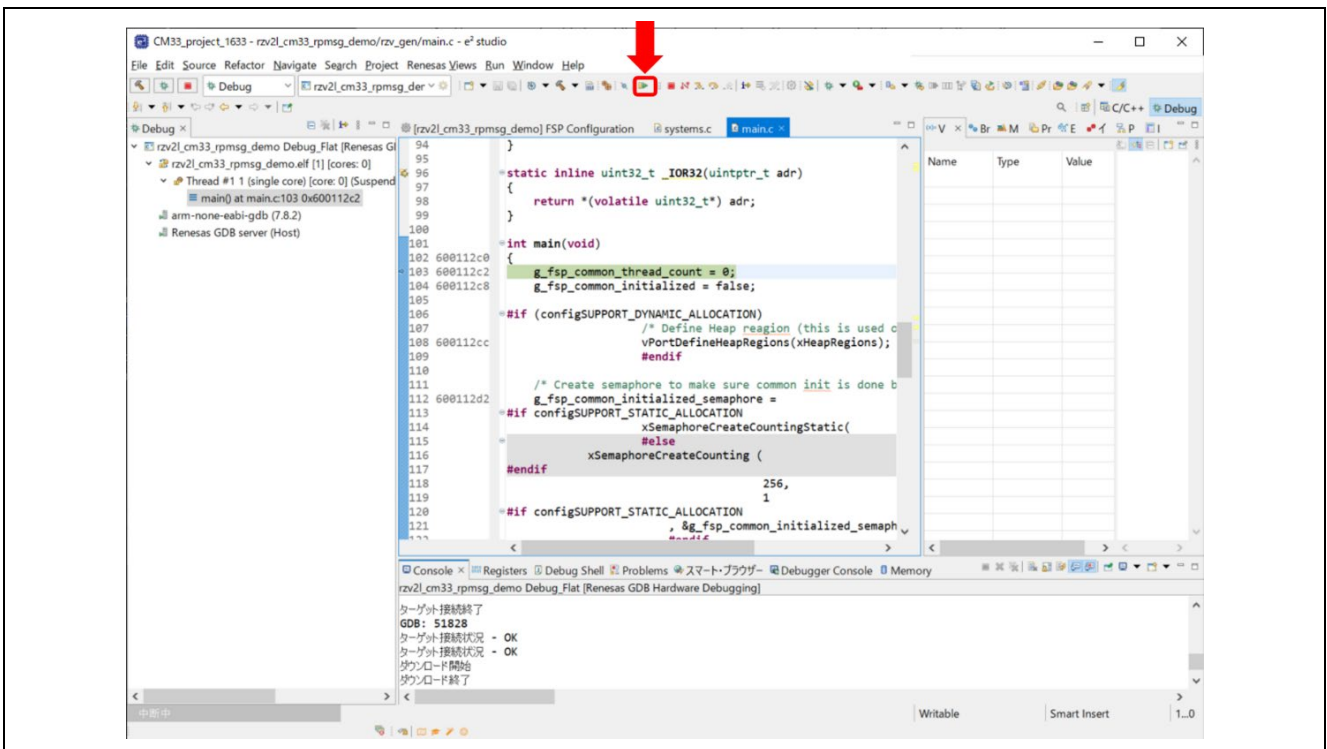 CM33_project_1633 - rzv2l_cm33_rpmsg_demo/rzv_gen/main.c - e² studio
File Edit Source Refactor Navigate Search Project Renesas Views Run Window Help
Debug rzv2l_cm33_rpmsg_der
C/C++ Debug
Debug
[rzv2l_cm33_rpmsg_demo] FSP Configuration systems.c main.c
V Br M Pr E P I
rzv2l_cm33_rpmsg_demo Debug_Flat [Renesas Gl
rzv2l_cm33_rpmsg_demo.elf [1] [cores: 0]
Thread #1 1 (single core) [core: 0] (Suspend
main() at main.c:103 0x600112c2
arm-none-eabi-gdb (7.8.2)
Renesas GDB server (Host)
94 }
95
96 static inline uint32_t _IOR32(uintptr_t adr)
97 {
98 return *(volatile uint32_t*) adr;
99 }
100
101 int main(void)
102 600112c0 {
103 600112c2 g_fsp_common_thread_count = 0;
104 600112c8 g_fsp_common_initialized = false;
105
106 #if (configSUPPORT_DYNAMIC_ALLOCATION)
107 /* Define Heap reagion (this is used o
108 600112cc vPortDefineHeapRegions(xHeapRegions);
109 #endif
110
111 /* Create semaphore to make sure common init is done b
112 600112d2 g_fsp_common_initialized_semaphore =
113 #if configSUPPORT_STATIC_ALLOCATION
114 xSemaphoreCreateCountingStatic(
115 #else
116 xSemaphoreCreateCounting (
117 #endif
118 256,
119 1
120 #if configSUPPORT_STATIC_ALLOCATION
121 , &g_fsp_common_initialized_semaph
Name Type Value
Console Registers Debug Shell Problems スマート・ブラウザー Debugger Console Memory
rzv2l_cm33_rpmsg_demo Debug_Flat [Renesas GDB Hardware Debugging]
ターゲット接続終了
GDB: 51828
ターゲット接続状況 - OK
ターゲット接続状況 - OK
ダウンロード開始
ダウンロード終了
中断中
Writable Smart Insert 1...0